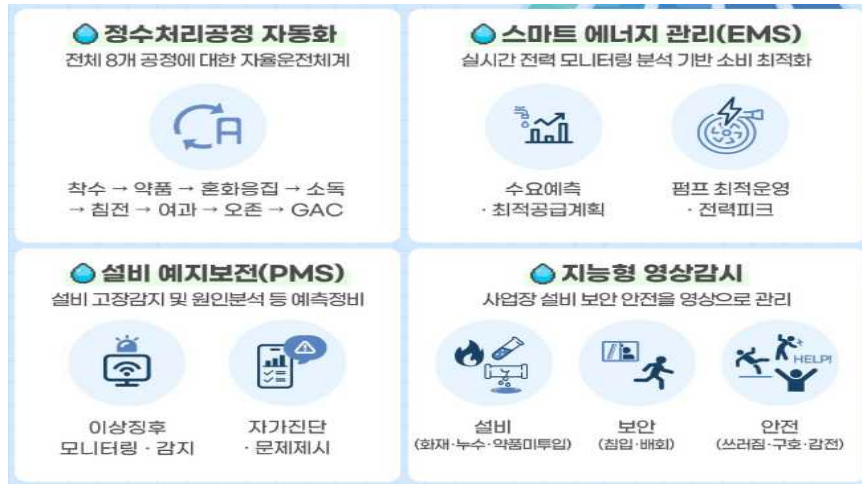 정수처리공정 자동화
전체 8개 공정에 대한 자율운전체계
A
착수 → 약품 → 혼화응집 → 소독
→ 침전 → 여과 → 오존 → GAC
스마트 에너지 관리(EMS)
실시간 전력 모니터링 분석 기반 소비 최적화
수요예측
· 최적공급계획
펌프 최적운영
· 전력피크
설비 예지보전(PMS)
설비 고장감지 및 원인분석 등 예측정비
이상징후
모니터링 · 감지
자가진단
· 문제제시
지능형 영상감시
사업장 설비 보안 안전을 영상으로 관리
HELP!
설비
(화재·누수·약품미투입)
보안
(침입·배회)
안전
(쓰러짐·구호·감전)